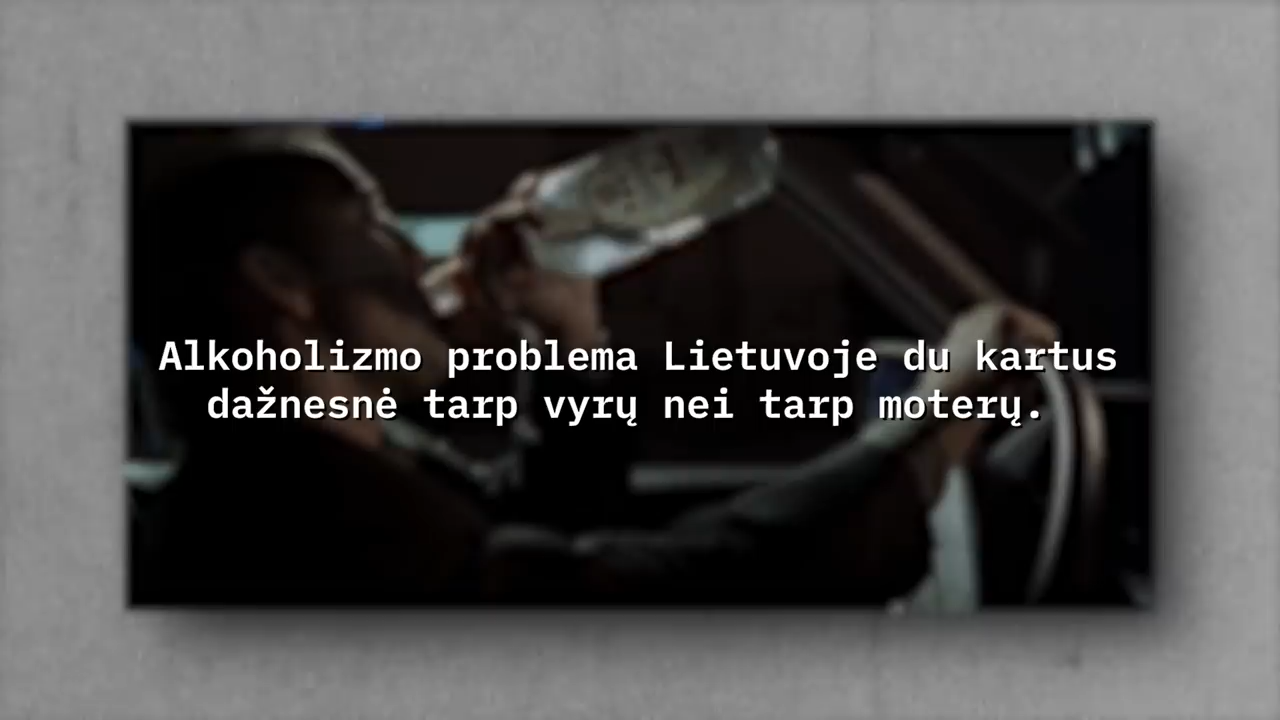 Alkoholizmo problema Lietuvoje du kartus
dažnesnė tarp vyrų nei tarp moterų.